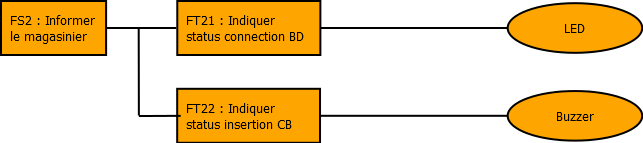 FS2 : Informer
le magasinier
FT21 : Indiquer
status connection BD
LED
FT22 : Indiquer
status insertion CB
Buzzer